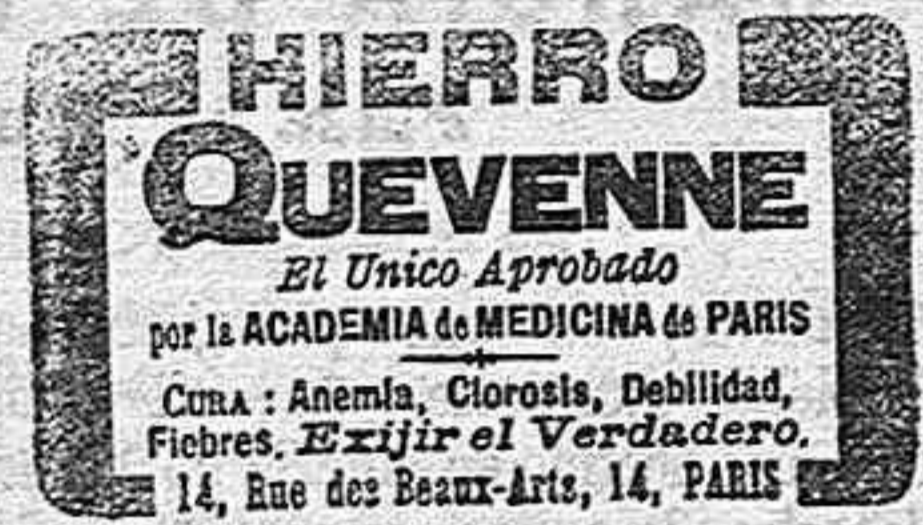 HIERRO
QUEVENNE
El Unico Aprobado
por la ACADEMIA de MEDICINA de PARIS
CURA : Anemia, Clorosis, Debilidad,
Fiebres. Exijir el Verdadero.
14, Rue des Beaux-Arts, 14, PARIS